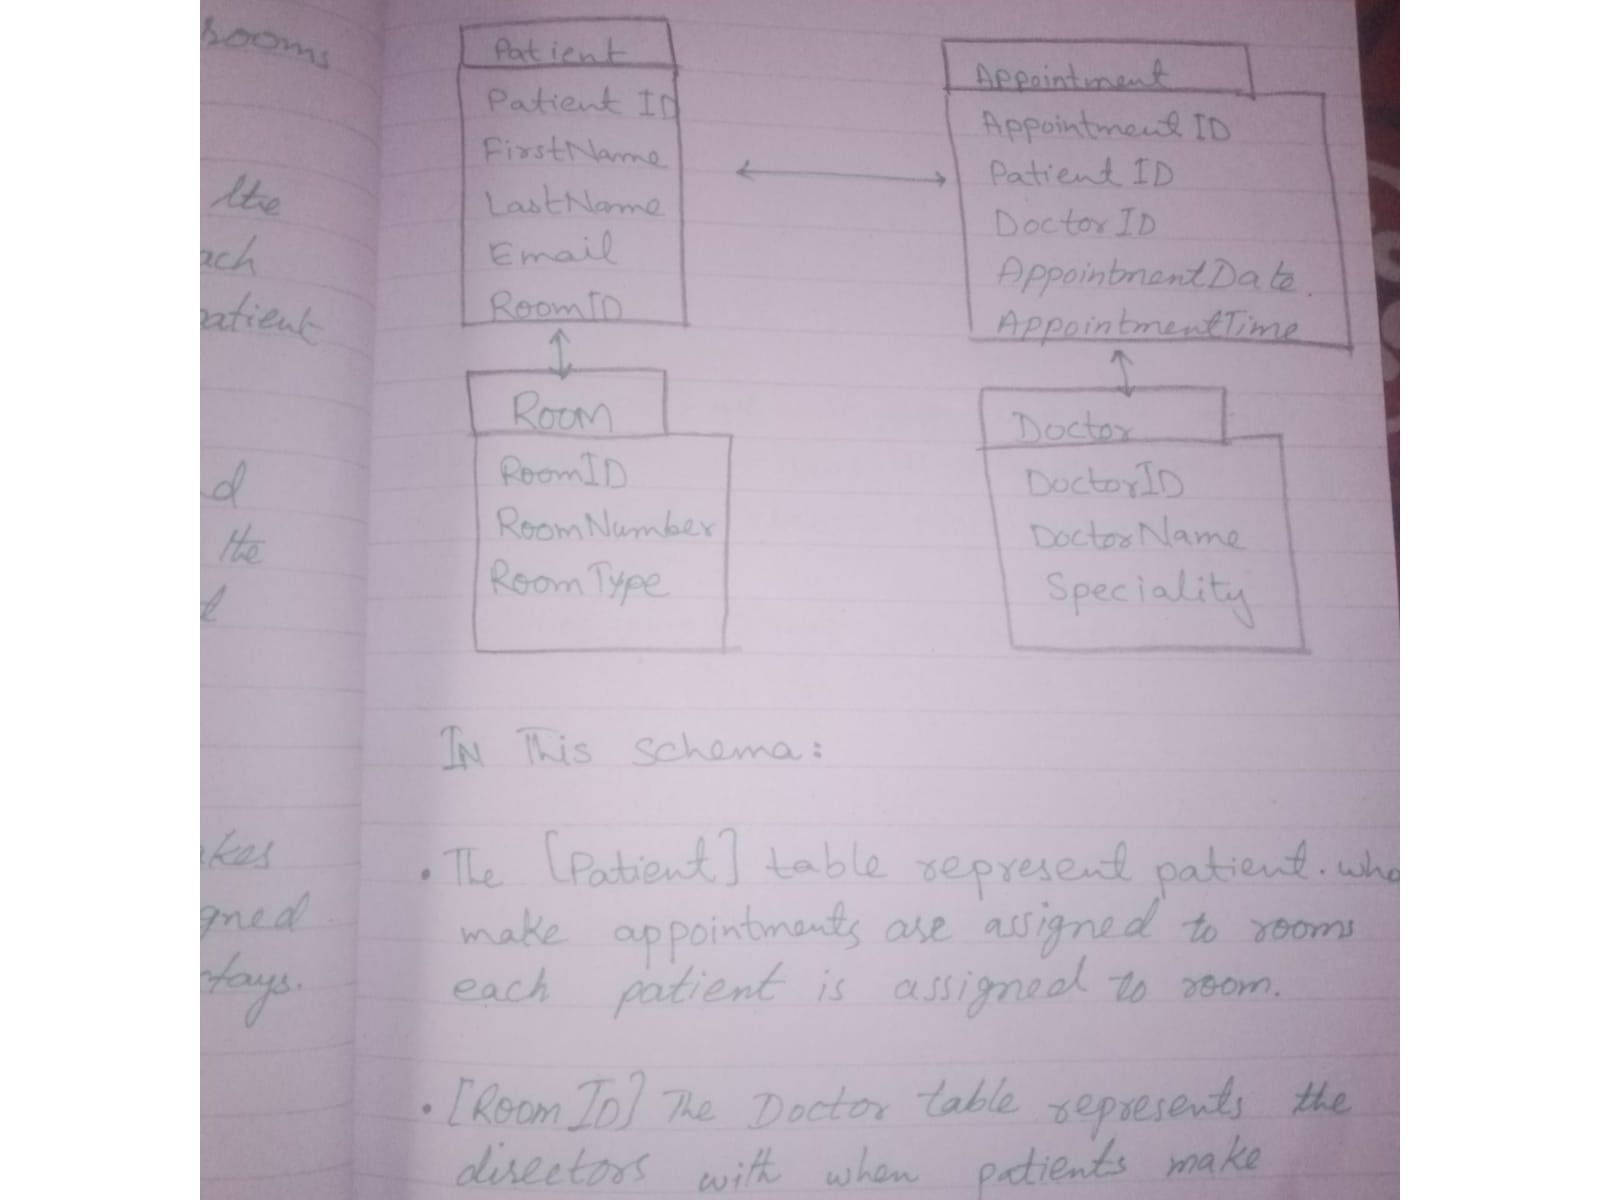 rooms
the
ach
patient
d
the
l
kes
gned
tays.
Patient
Patient ID
FirstName
LastName
Email
RoomID
Appointment
Appointment ID
Patient ID
Doctor ID
AppointmentDate.
AppointmentTime
Room
RoomID
RoomNumber
RoomType
Doctor
DoctorID
DoctorName
Speciality
IN This schema:
• The [Patient] table represent patient. who
make appointments are assigned to rooms
each patient is assigned to room.
• [Room ID] The Doctor table represents the
directors with when patients make